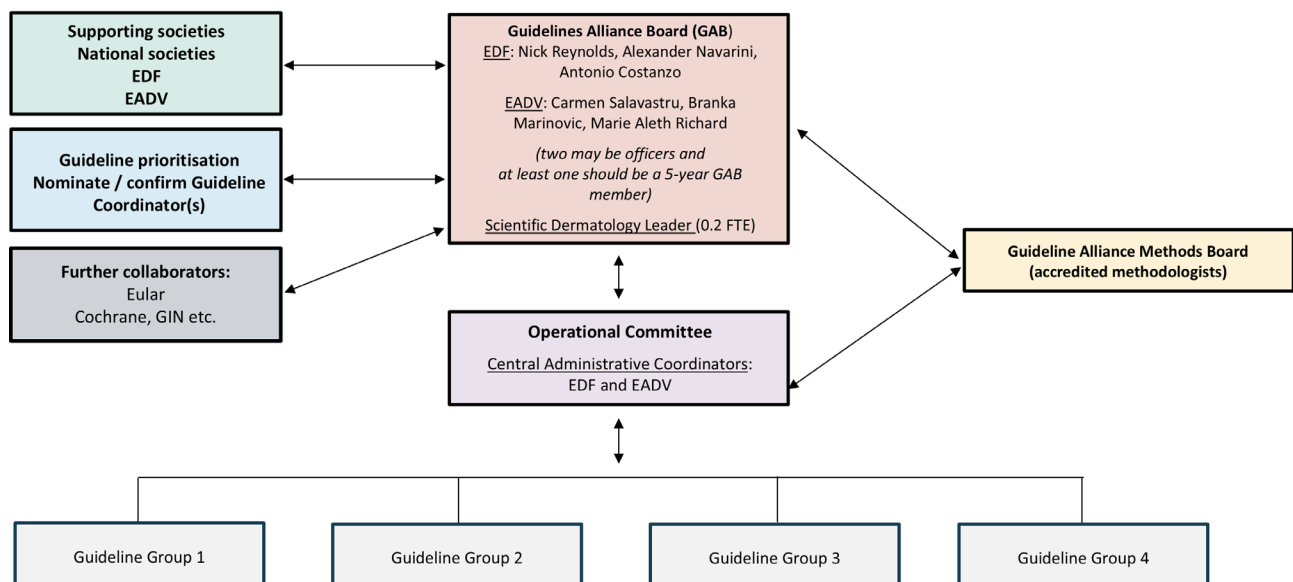 Supporting societies
National societies
EDF
EADV
Guideline prioritisation
Nominate / confirm Guideline
Coordinator(s)
Further collaborators:
Eular
Cochrane, GIN etc.
Guidelines Alliance Board (GAB)
EDF: Nick Reynolds, Alexander Navarini,
Antonio Costanzo
EADV: Carmen Salavastru, Branka
Marinovic, Marie Aleth Richard
(two may be officers and
at least one should be a 5-year GAB
member)
Scientific Dermatology Leader (0.2 FTE)
Operational Committee
Central Administrative Coordinators:
EDF and EADV
Guideline Alliance Methods Board
(accredited methodologists)
Guideline Group 1
Guideline Group 2
Guideline Group 3
Guideline Group 4